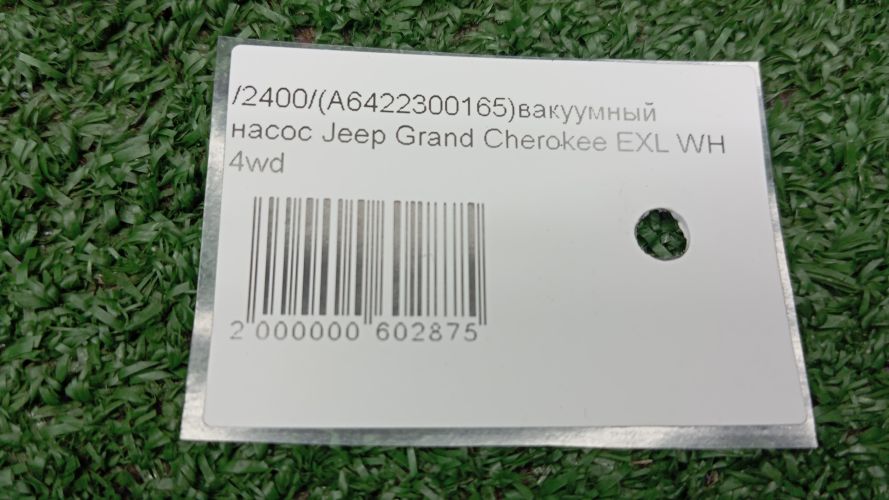 /2400/(A6422300165)вакуумный
насос Jeep Grand Cherokee EXL WH
4wd
2 000000 602875